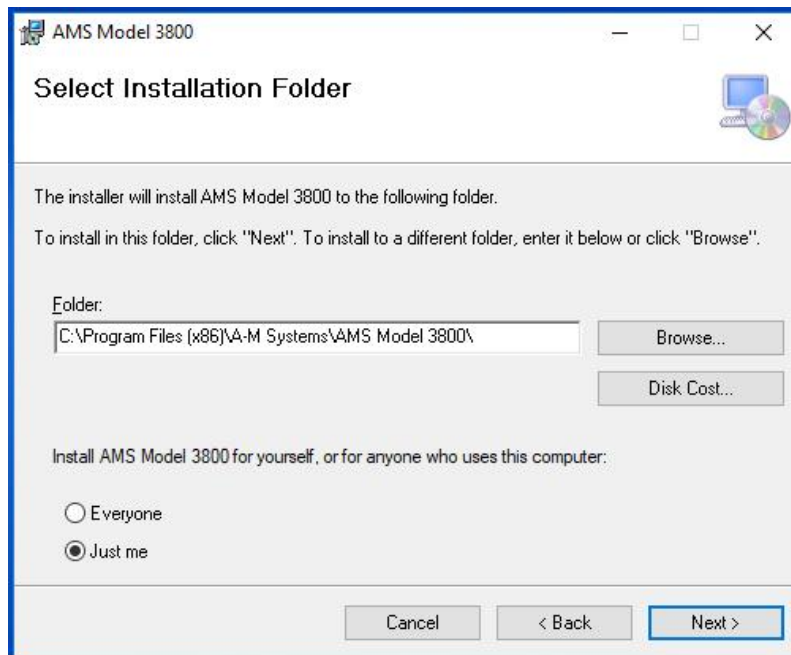 AMS Model 3800
Select Installation Folder
The installer will install AMS Model 3800 to the following folder.
To install in this folder, click "Next". To install to a different folder, enter it below or click "Browse".
Folder:
C:\Program Files (x86)\A-M Systems\AMS Model 3800\
Browse...
Disk Cost...
Install AMS Model 3800 for yourself, or for anyone who uses this computer:
Everyone
Just me
Cancel
< Back
Next >